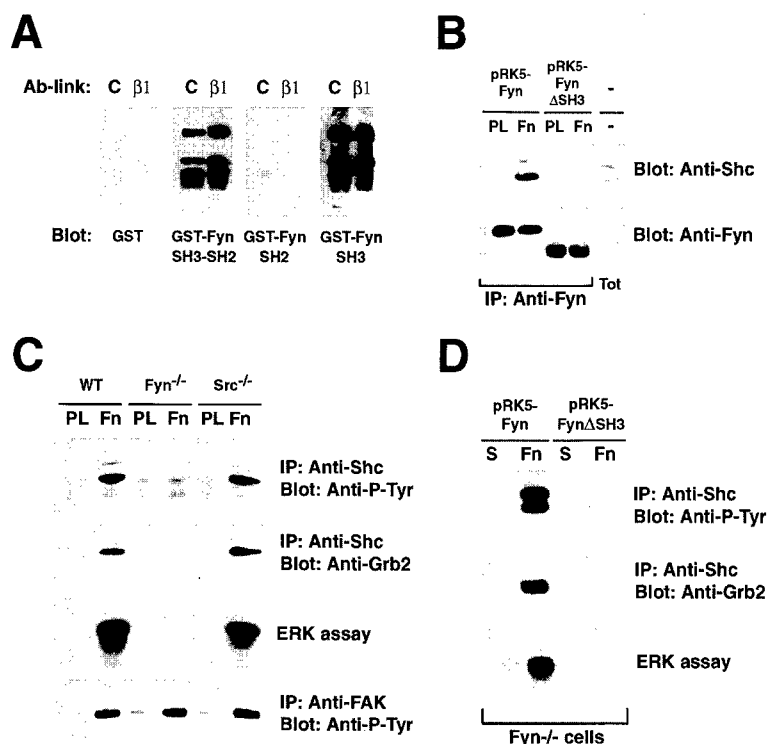 A
Ab-link: C β1 C β1 C β1 C β1
Blot: GST GST-Fyn SH3-SH2 GST-Fyn SH2 GST-Fyn SH3
B
pRK5-Fyn pRK5-Fyn ΔSH3 -
PL Fn PL Fn -
Blot: Anti-Shc
Blot: Anti-Fyn
IP: Anti-Fyn Tot
C
WT Fyn-/- Src-/-
PL Fn PL Fn PL Fn
IP: Anti-Shc
Blot: Anti-P-Tyr
IP: Anti-Shc
Blot: Anti-Grb2
ERK assay
IP: Anti-FAK
Blot: Anti-P-Tyr
D
pRK5-Fyn pRK5-FynΔSH3
S Fn S Fn
IP: Anti-Shc
Blot: Anti-P-Tyr
IP: Anti-Shc
Blot: Anti-Grb2
ERK assay
Fyn-/- cells